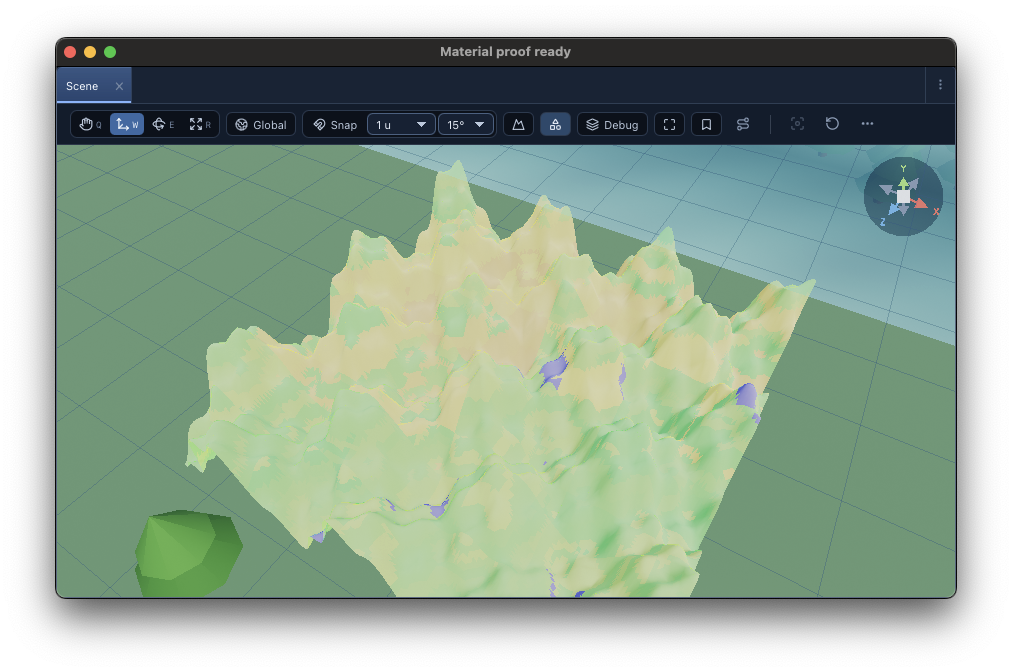 Material proof ready
Scene
Q W E R Global Snap 1 u 15° Debug
Y
X
Z